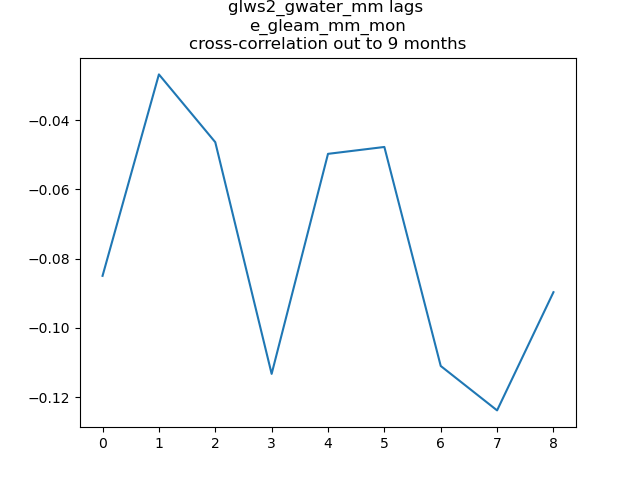 glws2_gwater_mm lags
e_gleam_mm_mon
cross-correlation out to 9 months
−0.04
−0.06
−0.08
−0.10
−0.12
0 1 2 3 4 5 6 7 8